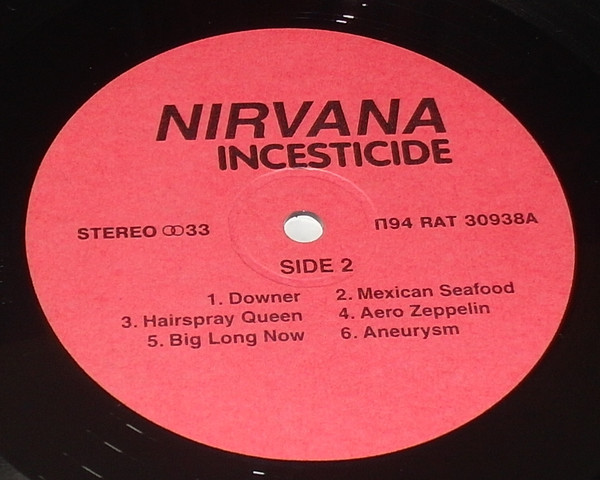 NIRVANA
INCESTICIDE
STEREO ꝏ33 П94 RAT 30938A
SIDE 2
1. Downer 2. Mexican Seafood
3. Hairspray Queen 4. Aero Zeppelin
5. Big Long Now 6. Aneurysm